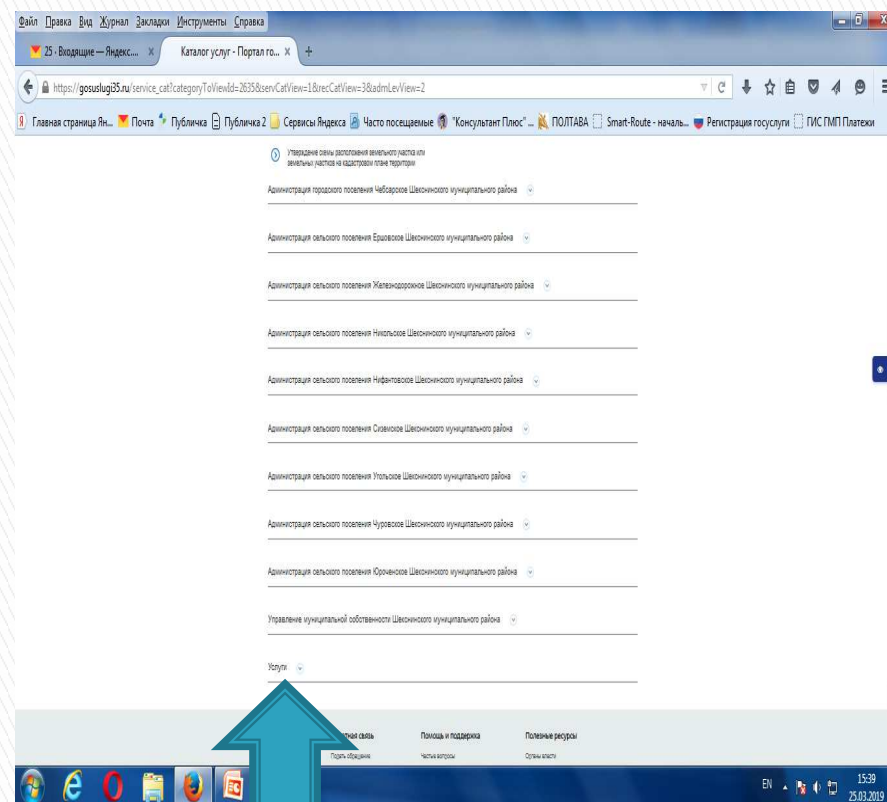 Файл Правка Вид Журнал Закладки Инструменты Справка
25 · Входящие — Яндекс.... × Каталог услуг - Портал го... × +
https://gosuslugi35.ru/service_cat?categoryToViewId=2635&servCatView=1&recCatView=3&admLevView=2
Главная страница Ян... Почта Публичка Публичка 2 Сервисы Яндекса Часто посещаемые "Консультант Плюс" ... ПОЛТАВА Smart-Route - началь... Регистрация госуслуги ГИС ГМП Платежи
Утверждение схемы расположения земельного участка или
земельных участков на кадастровом плане территории
Администрация городского поселения Чебсарское Шекснинского муниципального района
Администрация сельского поселения Ершовское Шекснинского муниципального района
Администрация сельского поселения Железнодорожное Шекснинского муниципального района
Администрация сельского поселения Никольское Шекснинского муниципального района
Администрация сельского поселения Нифантовское Шекснинского муниципального района
Администрация сельского поселения Сиземское Шекснинского муниципального района
Администрация сельского поселения Угольское Шекснинского муниципального района
Администрация сельского поселения Чуровское Шекснинского муниципального района
Администрация сельского поселения Юроченское Шекснинского муниципального района
Управление муниципальной собственности Шекснинского муниципального района
Услуги
связь Помощь и поддержка Полезные ресурсы
Подать обращение Частые вопросы Органы власти
EN 15:39
25.03.2019